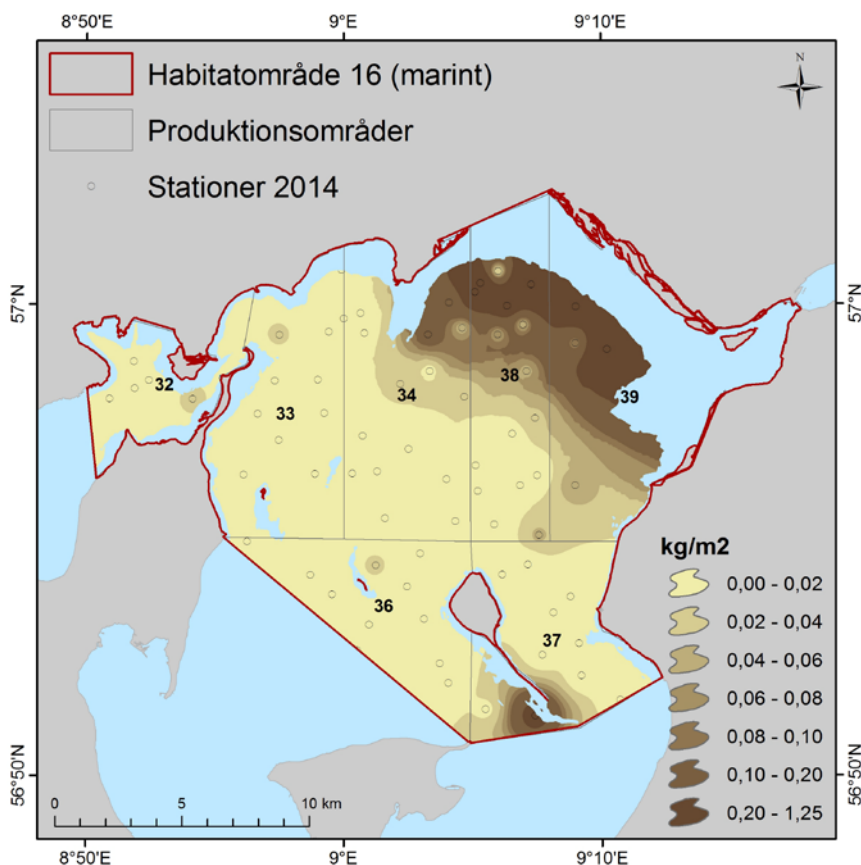 8°50'E 9°E 9°10'E
Habitatområde 16 (marint)
N
Produktionsområder
Stationer 2014
57°N 57°N
32
33
34
38
39
36
37
kg/m2
0,00 - 0,02
0,02 - 0,04
0,04 - 0,06
0,06 - 0,08
0,08 - 0,10
0,10 - 0,20
0,20 - 1,25
56°50'N 56°50'N
0 5 10 km
8°50'E 9°E 9°10'E